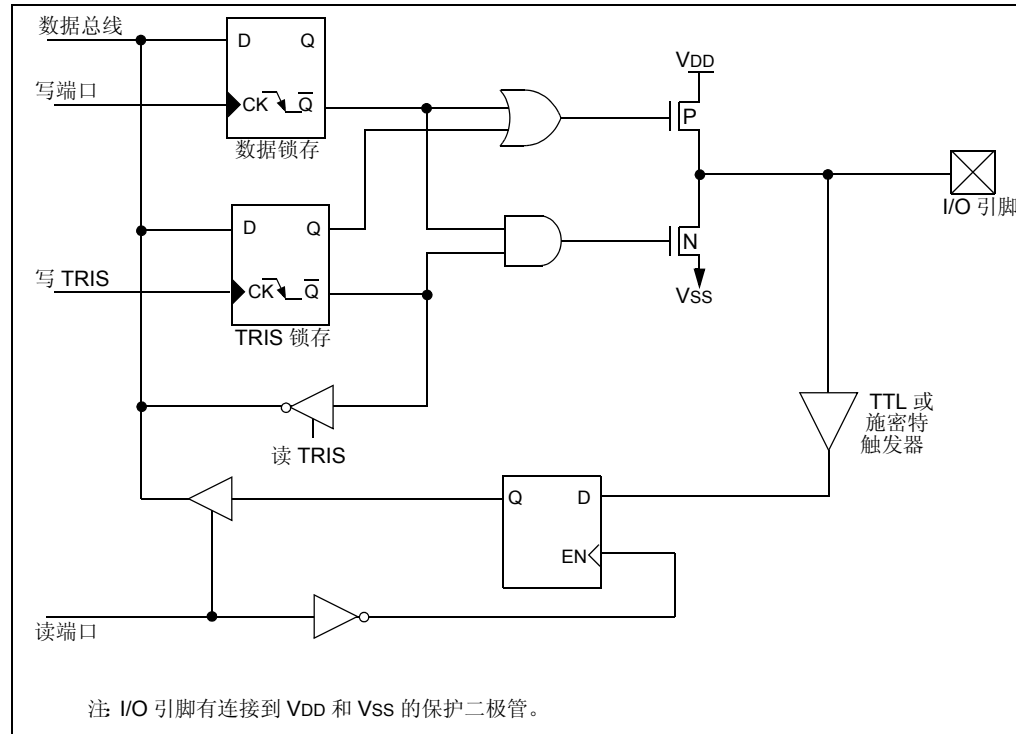 数据总线
D Q
VDD
写端口
CK Q
P
数据锁存
I/O 引脚
D Q
N
写 TRIS
CK Q
VSS
TRIS 锁存
TTL 或
施密特
触发器
读 TRIS
Q D
EN
读端口
注: I/O 引脚有连接到 VDD 和 VSS 的保护二极管。